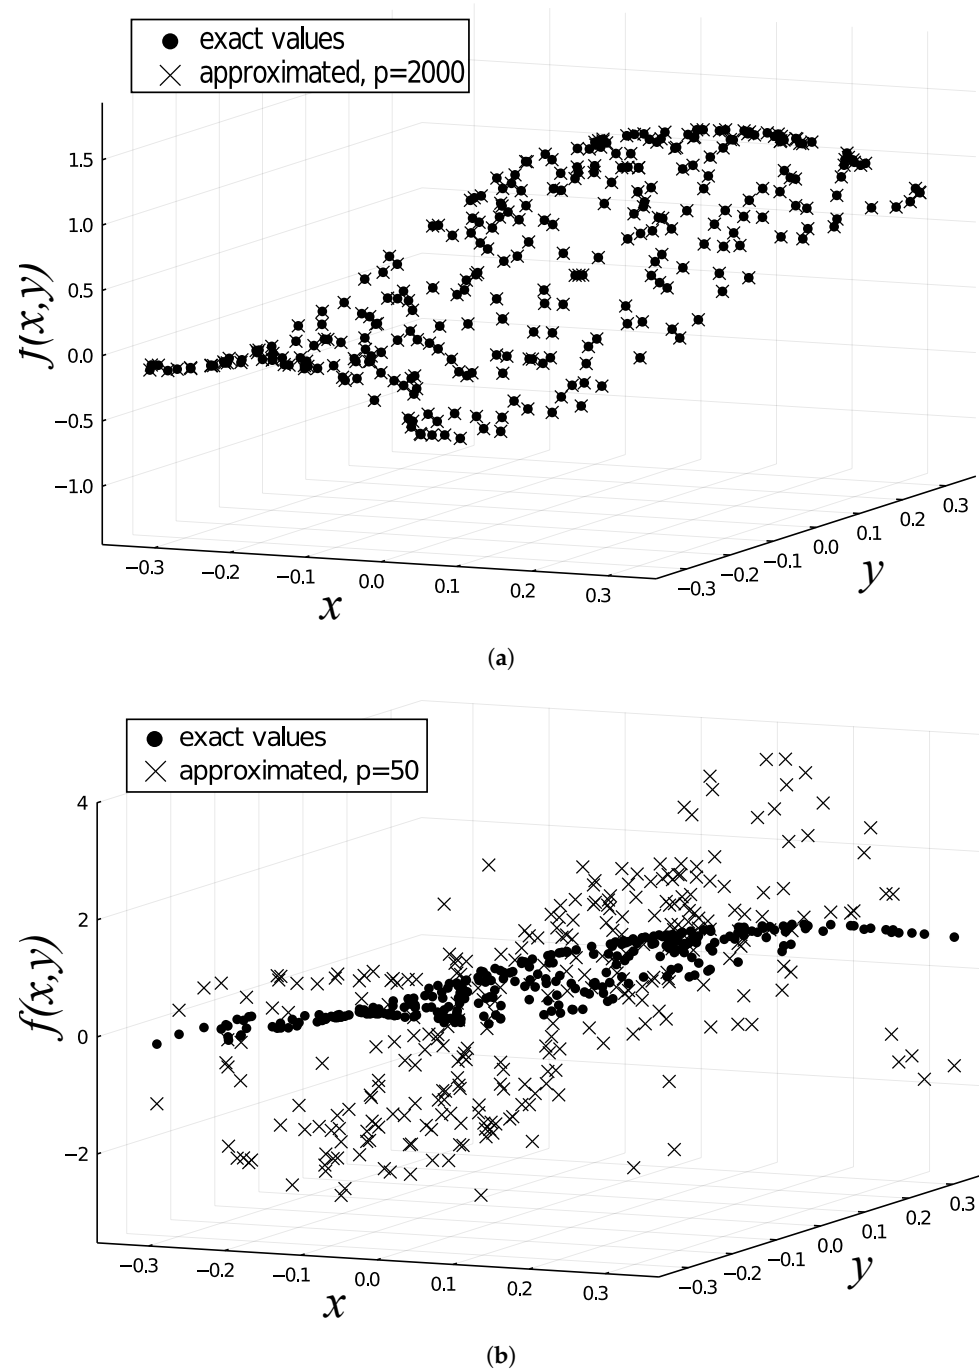 exact values
approximated, p=2000
1.5
1.0
0.5
0.0
−0.5
−1.0
f(x,y)
−0.3 −0.2 −0.1 0.0 0.1 0.2 0.3
x
−0.3 −0.2 −0.1 0.0 0.1 0.2 0.3
y
(a)
exact values
approximated, p=50
4
2
0
−2
f(x,y)
−0.3 −0.2 −0.1 0.0 0.1 0.2 0.3
x
−0.3 −0.2 −0.1 0.0 0.1 0.2 0.3
y
(b)